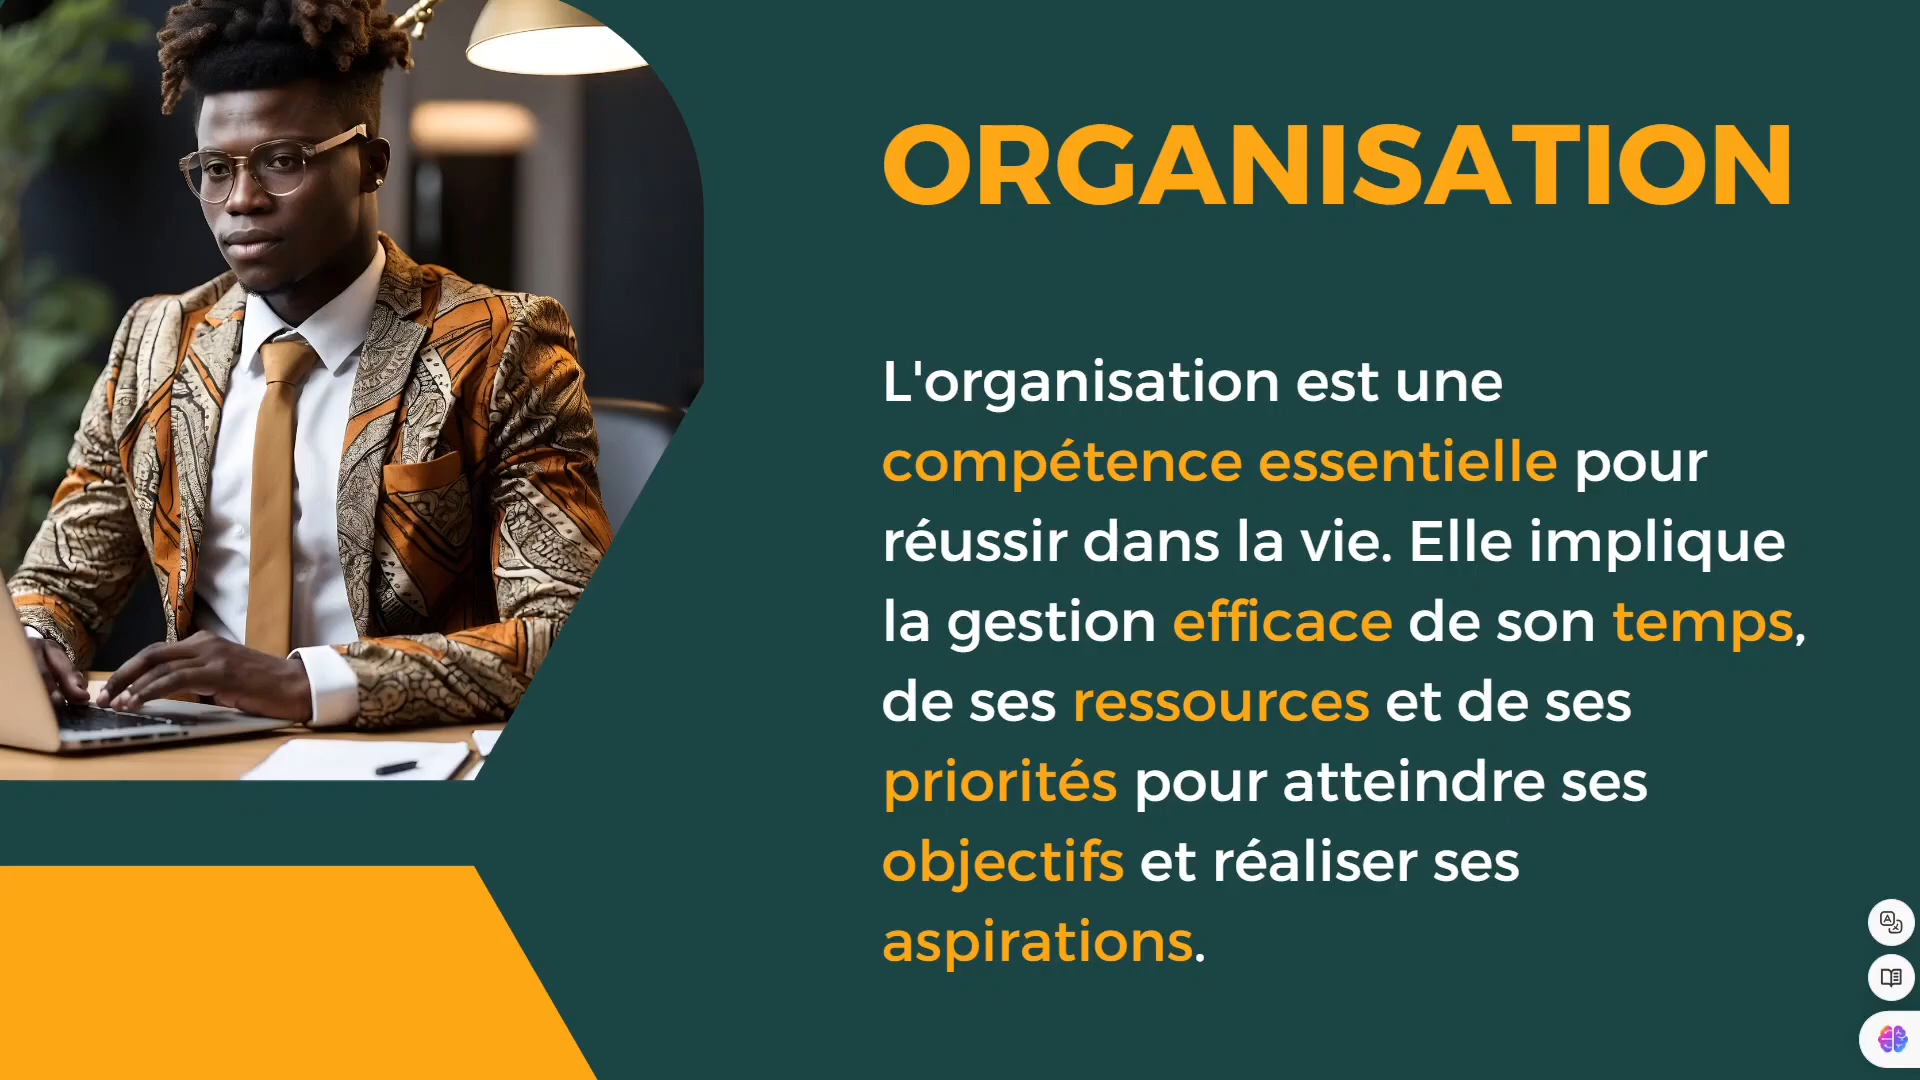 ORGANISATION
L'organisation est une
compétence essentielle pour
réussir dans la vie. Elle implique
la gestion efficace de son temps,
de ses ressources et de ses
priorités pour atteindre ses
objectifs et réaliser ses
aspirations.